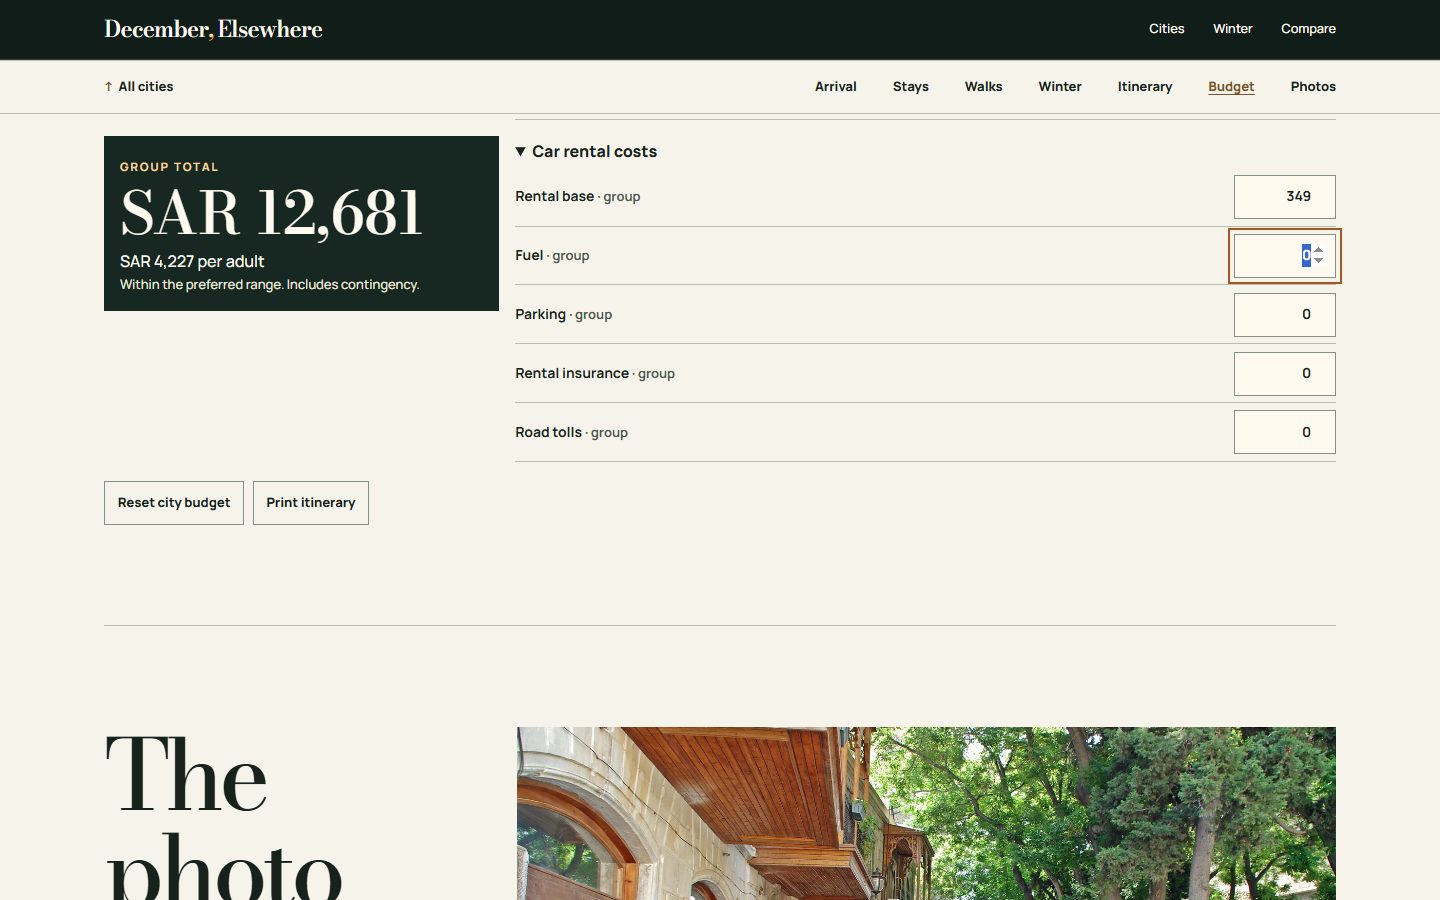 December, Elsewhere
Cities
Winter
Compare
↑ All cities
Arrival
Stays
Walks
Winter
Itinerary
Budget
Photos
GROUP TOTAL
SAR 12,681
SAR 4,227 per adult
Within the preferred range. Includes contingency.
Reset city budget
Print itinerary
▼ Car rental costs
Rental base · group
349
Fuel · group
0
Parking · group
0
Rental insurance · group
0
Road tolls · group
0
The
photo